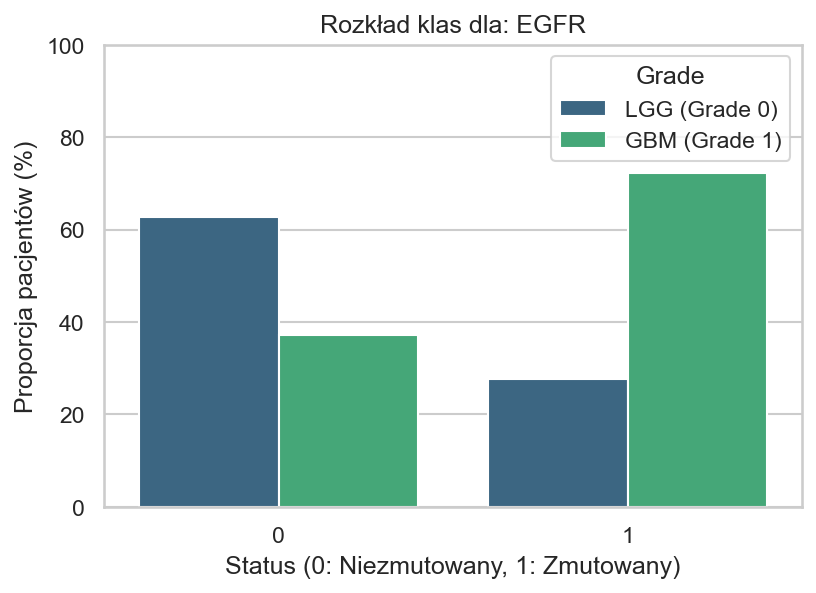 Rozkład klas dla: EGFR
Grade
LGG (Grade 0)
GBM (Grade 1)
Proporcja pacjentów (%)
100
80
60
40
20
0
0
1
Status (0: Niezmutowany, 1: Zmutowany)